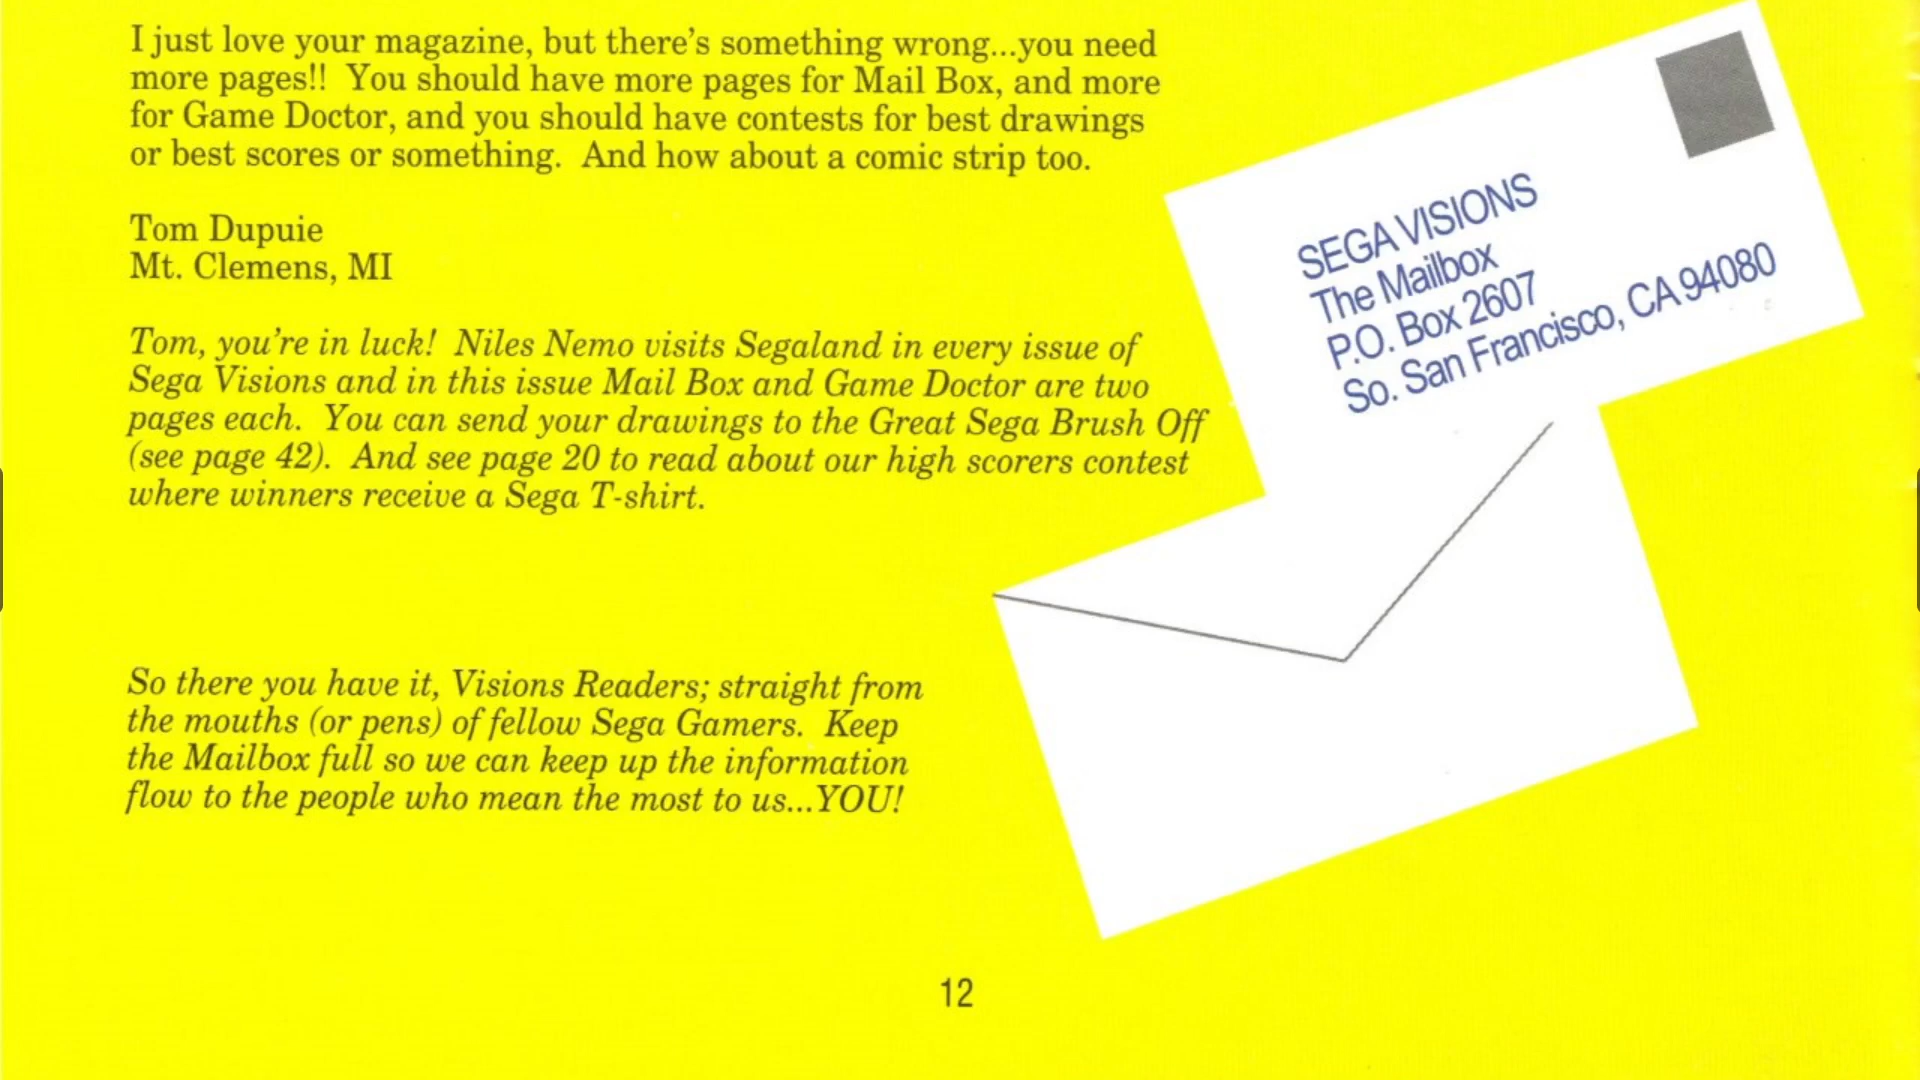 I just love your magazine, but there's something wrong...you need
more pages!!  You should have more pages for Mail Box, and more
for Game Doctor, and you should have contests for best drawings
or best scores or something.  And how about a comic strip too.
Tom Dupuie
Mt. Clemens, MI
Tom, you're in luck!  Niles Nemo visits Segaland in every issue of
Sega Visions and in this issue Mail Box and Game Doctor are two
pages each.  You can send your drawings to the Great Sega Brush Off
(see page 42).  And see page 20 to read about our high scorers contest
where winners receive a Sega T-shirt.
SEGA VISIONS
The Mailbox
P.O. Box 2607
So. San Francisco, CA 94080
So there you have it, Visions Readers; straight from
the mouths (or pens) of fellow Sega Gamers.  Keep
the Mailbox full so we can keep up the information
flow to the people who mean the most to us...YOU!
12